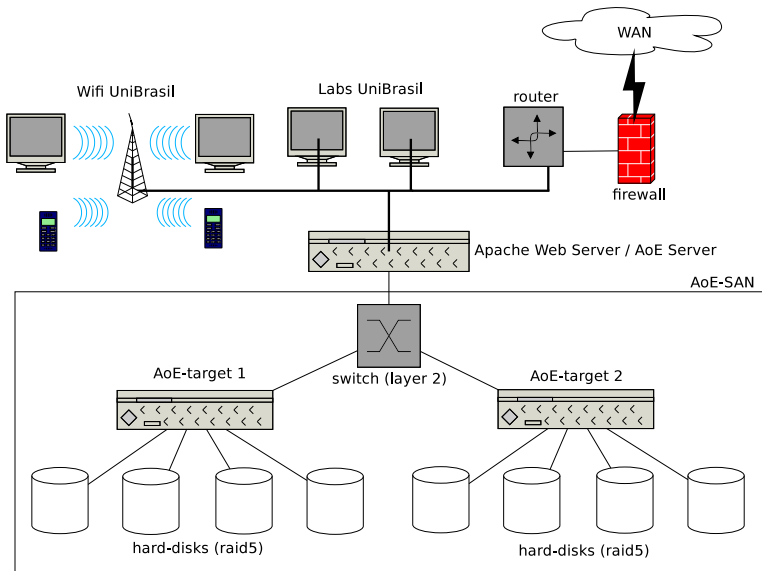 WAN
Wifi UniBrasil
Labs UniBrasil
router
firewall
Apache Web Server / AoE Server
AoE-SAN
AoE-target 1
switch (layer 2)
AoE-target 2
hard-disks (raid5)
hard-disks (raid5)